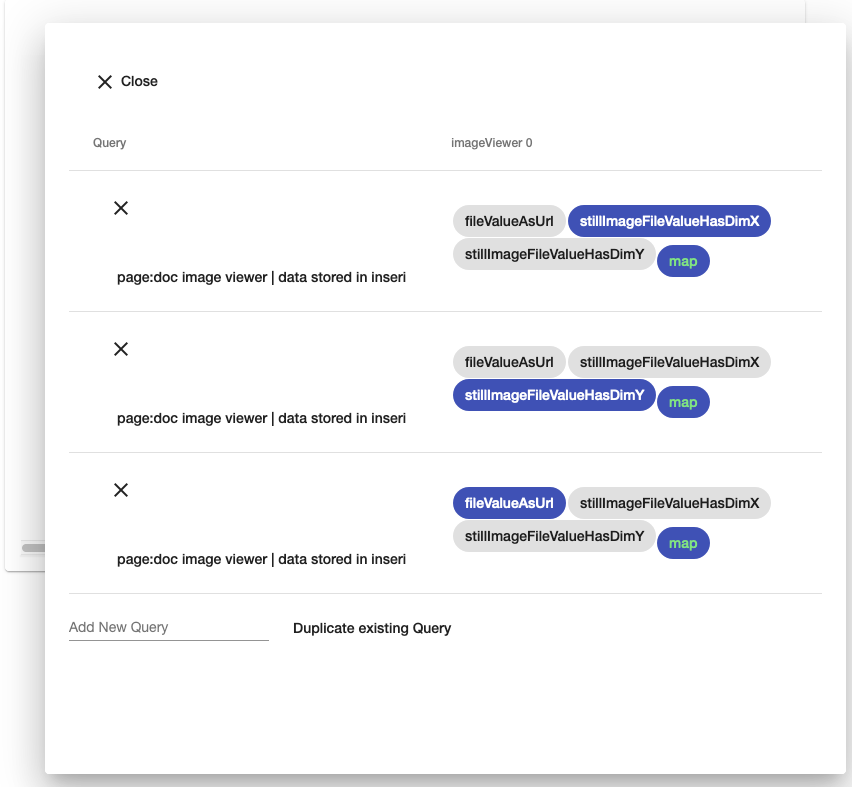 Close
Query imageViewer 0
fileValueAsUrl stillImageFileValueHasDimX
stillImageFileValueHasDimY map
page:doc image viewer | data stored in inseri
fileValueAsUrl stillImageFileValueHasDimX
stillImageFileValueHasDimY map
page:doc image viewer | data stored in inseri
fileValueAsUrl stillImageFileValueHasDimX
stillImageFileValueHasDimY map
page:doc image viewer | data stored in inseri
Add New Query Duplicate existing Query